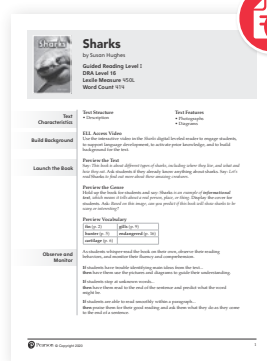 Sharks
Sharks
by Susan Hughes
Guided Reading Level I
DRA Level 16
Lexile Measure 450L
Word Count 414
Text
Characteristics
Text Structure
• Description
Text Features
• Photographs
• Diagrams
Build Background
ELL Access Video
Use the interactive video to the Sharks digital leveled reader to engage students,
to support language development, to activate prior knowledge, and to build
background for the text.
Launch the Book
Preview the Text
Say: This book is about different types of sharks, including where they live, and what and
how they eat. Ask students if they already know anything about sharks. Say: Let's
read Sharks to find out more about these amazing creatures.
Preview the Genre
Hold up the book for students and say: Sharks is an example of informational
text, which means it tells about a real person, place, or thing. Display the cover for
students. Ask: Based on this image, can you predict if this book will show sharks to be
scary or interesting?
Preview Vocabulary
fin (p. 2)
gills (p. 5)
hunter (p. 5)
endangered (p. 16)
cartilage (p. 6)
Observe and
Monitor
As students whisper-read the book on their own, observe their reading
behaviors, and monitor their fluency and comprehension.
If students have trouble identifying main ideas from the text…
then have them use the pictures and diagrams to guide their understanding.
If students stop at unknown words…
then have them read to the end of the sentence and predict what the word
might be.
If students are able to read smoothly within a paragraph…
then praise them for their good reading and ask them what they do as they come
to the end of a sentence.
Pearson © Copyright 2020
1